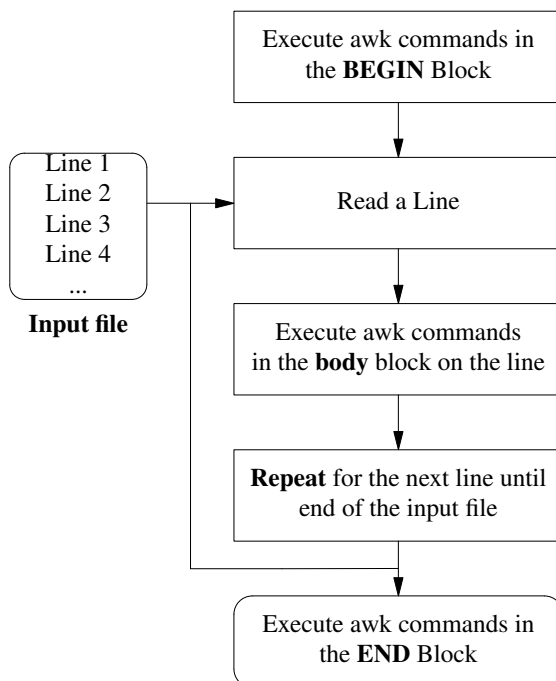 Execute awk commands in
the BEGIN Block
Line 1
Line 2
Line 3
Line 4
...
Input file
Read a Line
Execute awk commands
in the body block on the line
Repeat for the next line until
end of the input file
Execute awk commands in
the END Block